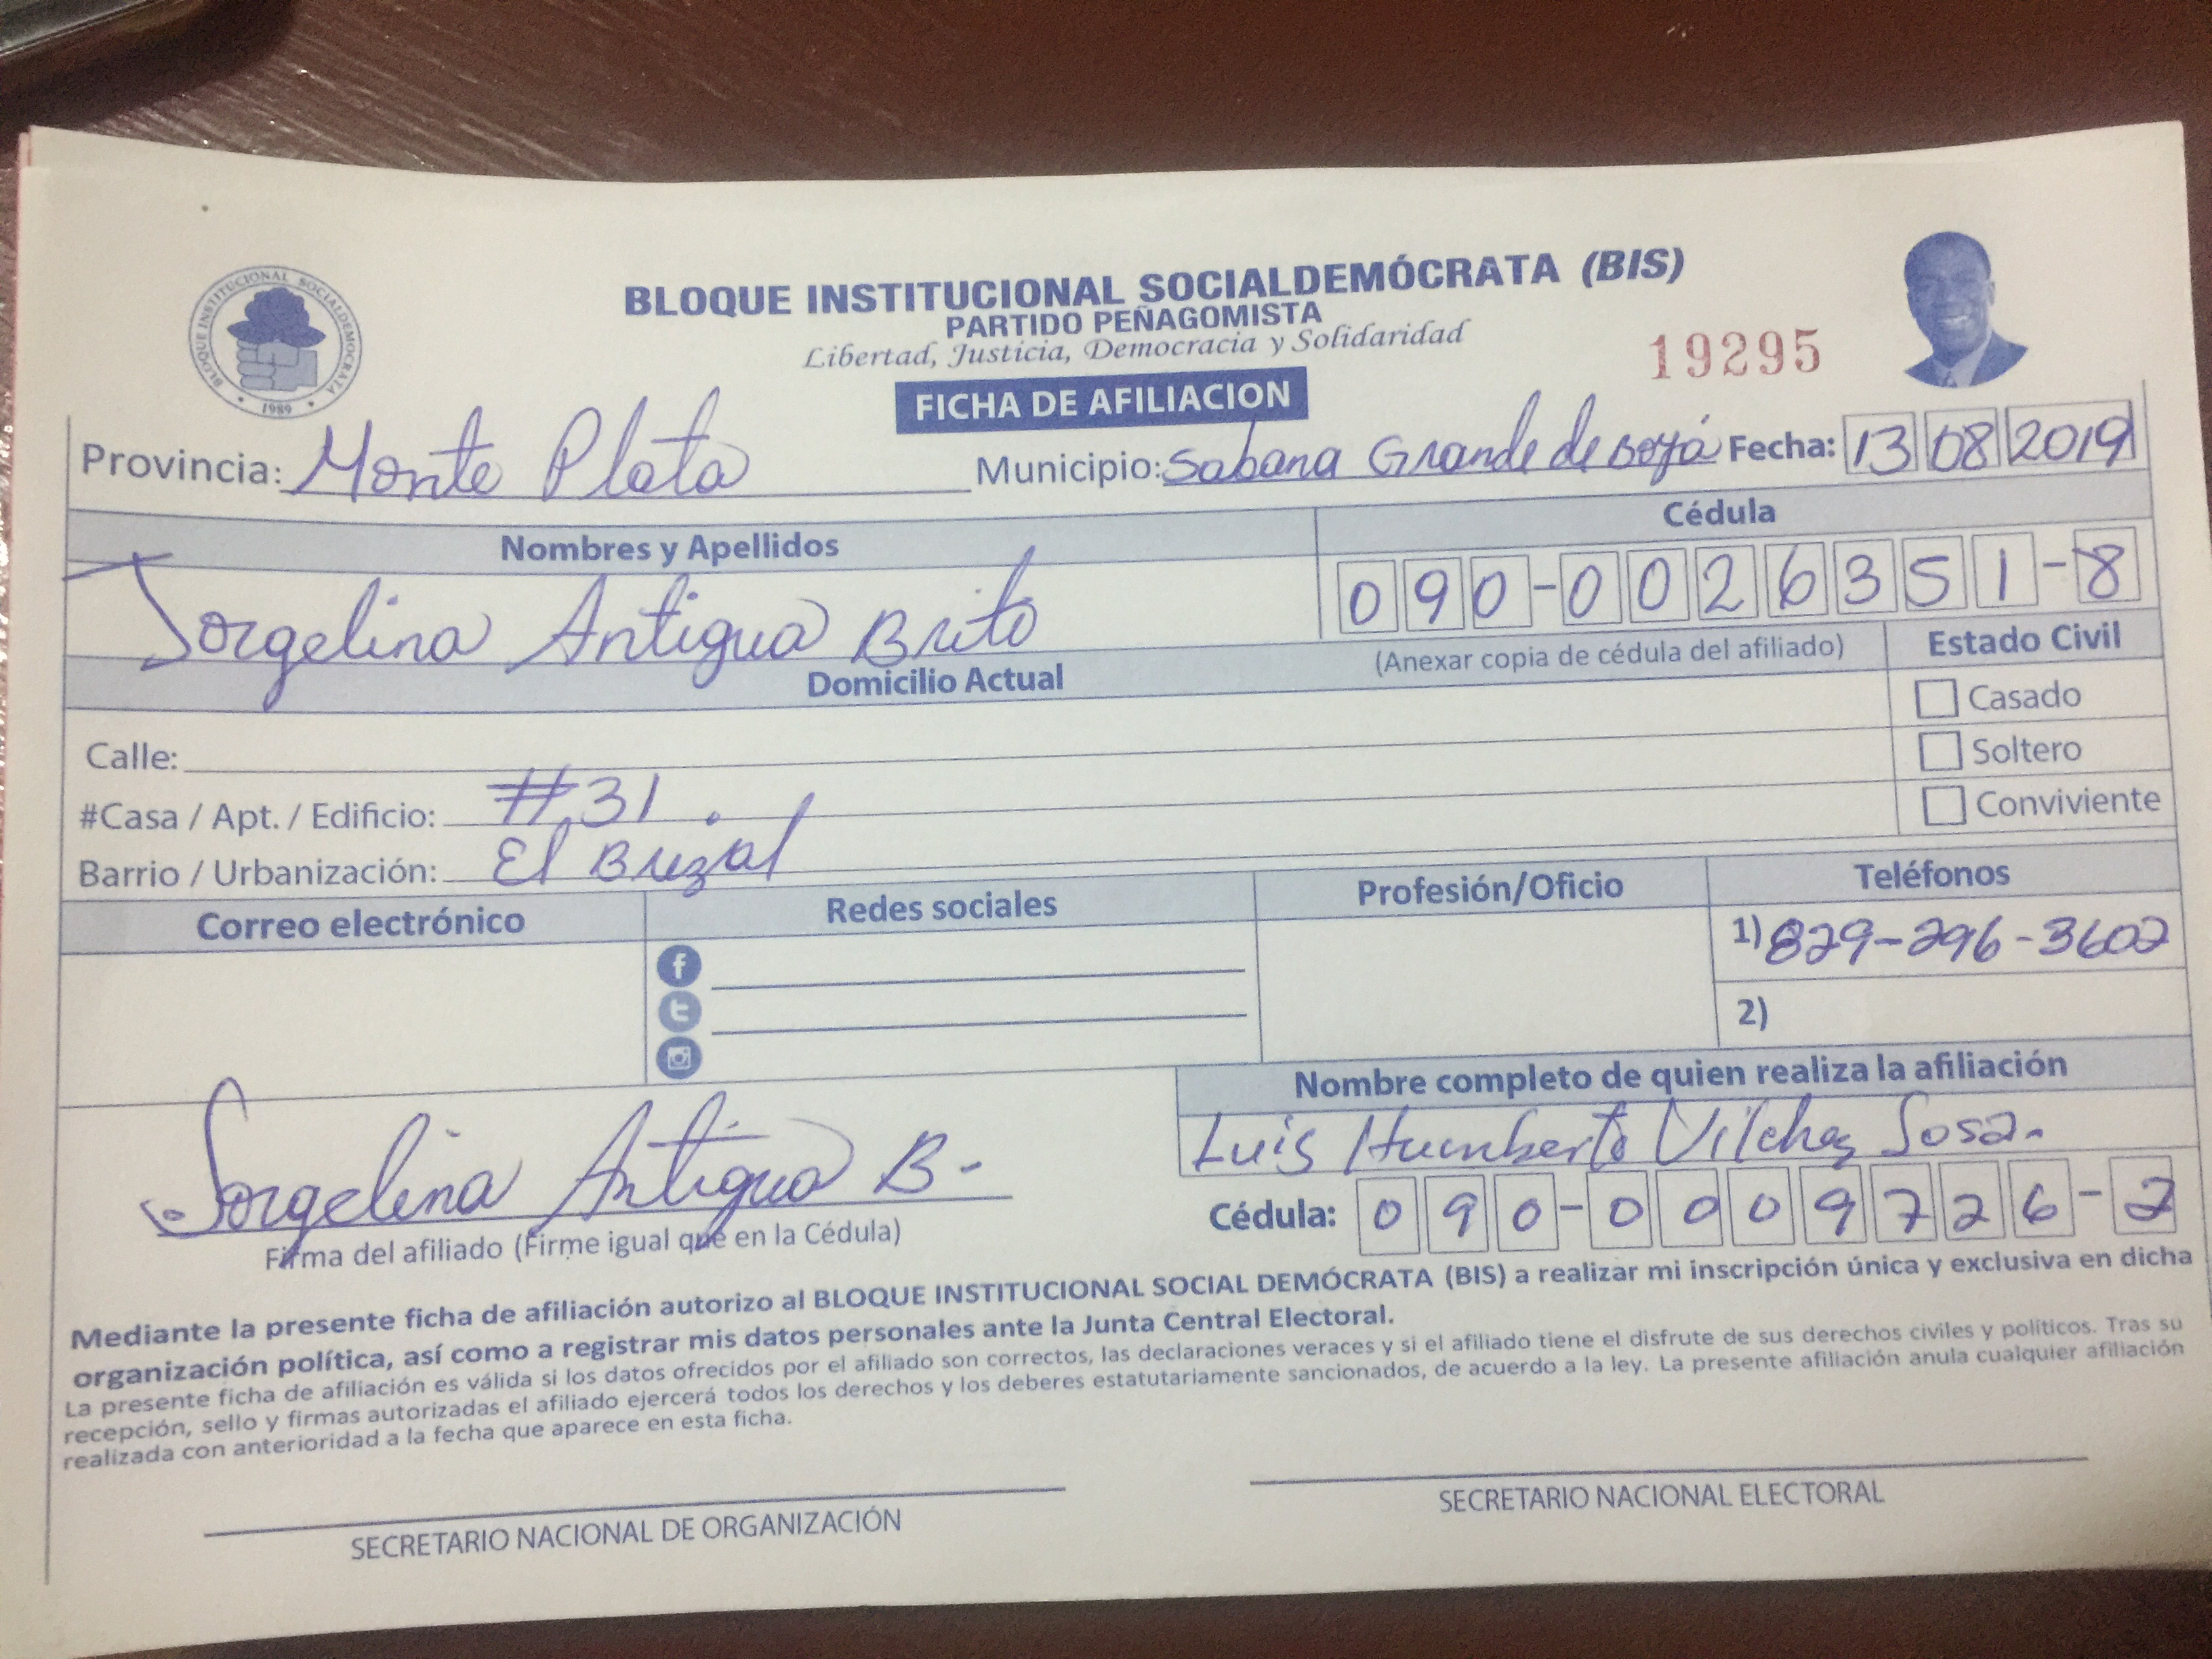 BLOQUE INSTITUCIONAL SOCIALDEMOCRATA
1989
BLOQUE INSTITUCIONAL SOCIALDEMÓCRATA (BIS)
PARTIDO PEÑAGOMISTA
Libertad, Justicia, Democracia y Solidaridad
19295
FICHA DE AFILIACION
Provincia: Monte Plata Municipio: Sabana Grande de Boyá Fecha: 13 08 2019
Nombres y Apellidos Cédula
Jorgelina Antigua Brito 090-0026351-8
(Anexar copia de cédula del afiliado) Estado Civil
Domicilio Actual
Casado
Calle:
Soltero
#Casa / Apt. / Edificio: #31.
Conviviente
Barrio / Urbanización: El Brezal
Correo electrónico Redes sociales Profesión/Oficio Teléfonos
1) 829-296-3602
2)
Nombre completo de quien realiza la afiliación
Luis Humberto Vilchez Sosa.
Jorgelina Antigua B-
Cédula: 090-0009726-2
Firma del afiliado (Firme igual que en la Cédula)
Mediante la presente ficha de afiliación autorizo al BLOQUE INSTITUCIONAL SOCIAL DEMÓCRATA (BIS) a realizar mi inscripción única y exclusiva en dicha
organización política, así como a registrar mis datos personales ante la Junta Central Electoral.
La presente ficha de afiliación es válida si los datos ofrecidos por el afiliado son correctos, las declaraciones veraces y si el afiliado tiene el disfrute de sus derechos civiles y políticos. Tras su
recepción, sello y firmas autorizadas el afiliado ejercerá todos los derechos y los deberes estatutariamente sancionados, de acuerdo a la ley. La presente afiliación anula cualquier afiliación
realizada con anterioridad a la fecha que aparece en esta ficha.
SECRETARIO NACIONAL DE ORGANIZACIÓN SECRETARIO NACIONAL ELECTORAL